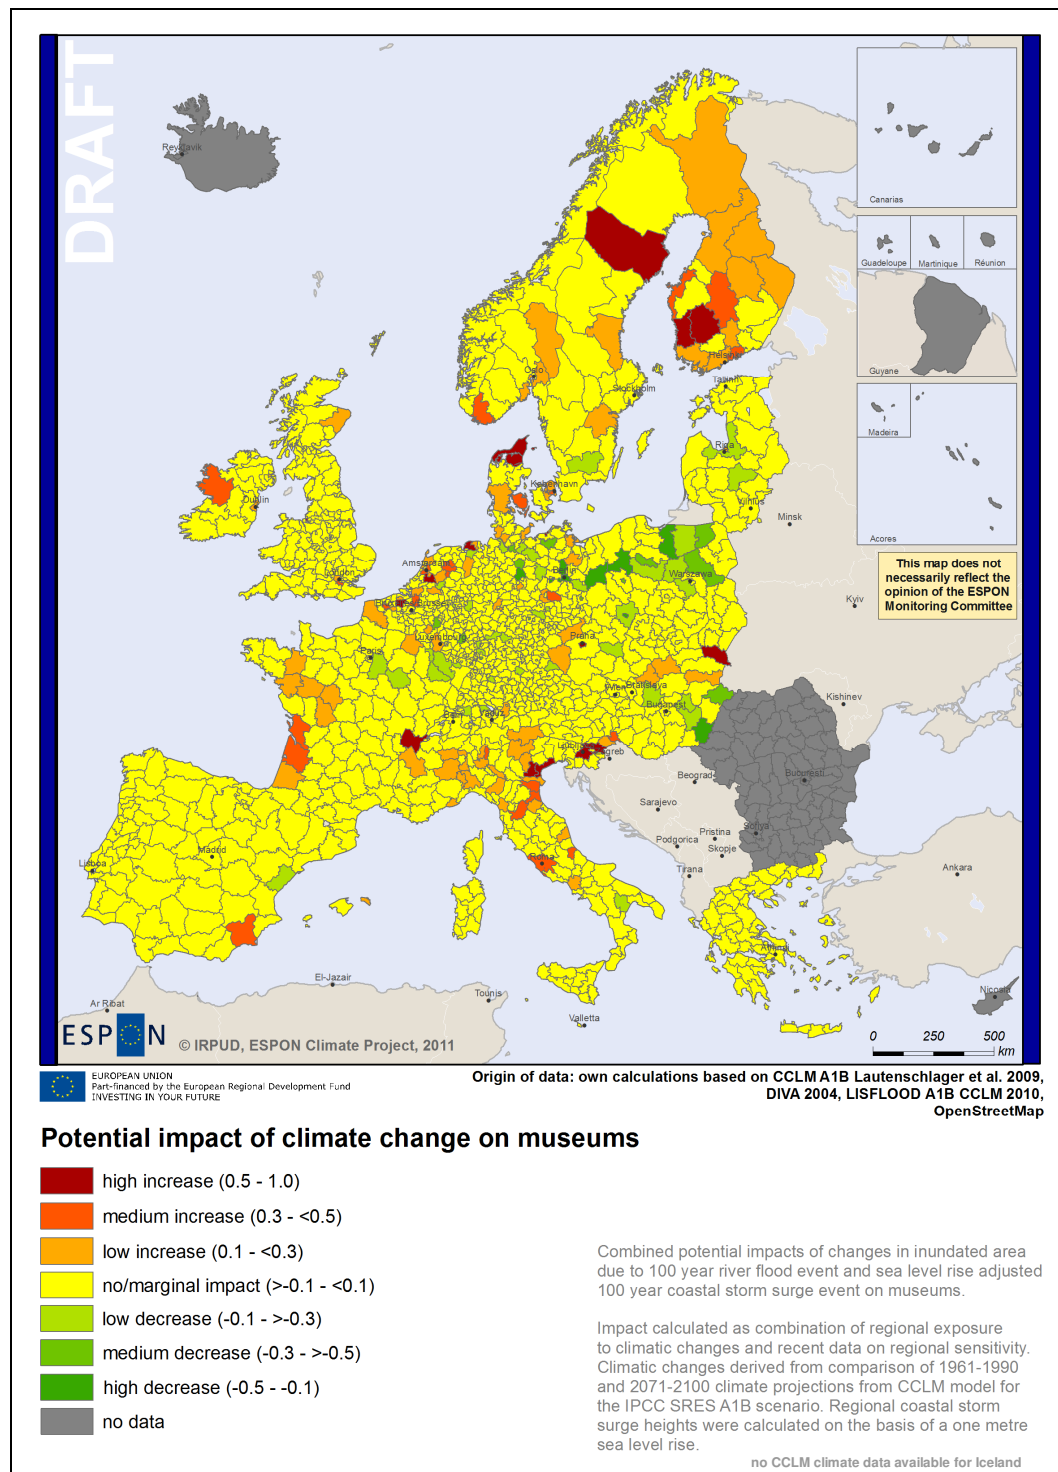 DRAFT
Reykjavik
Canarias
Guadeloupe
Martinique
Réunion
Guyane
Madeira
Acores
This map does not
necessarily reflect the
opinion of the ESPON
Monitoring Committee
Oslo
Stockholm
Helsinki
Tallinn
Riga
Vilnius
Minsk
København
Dublin
London
Amsterdam
Berlin
Warszawa
Kyiv
Luxembourg
Paris
Praha
Wien
Bratislava
Budapest
Kishinev
Bern
Vaduz
Zagreb
Beograd
Bucuresti
Sarajevo
Sofiya
Podgorica
Pristina
Skopje
Tirana
Ankara
Roma
Madrid
Lisboa
Athinai
Nicosia
El-Jazair
Tounis
Ar Ribat
Valletta
ESPON
© IRPUD, ESPON Climate Project, 2011
0 250 500
km
EUROPEAN UNION
Part-financed by the European Regional Development Fund
INVESTING IN YOUR FUTURE
Origin of data: own calculations based on CCLM A1B Lautenschlager et al. 2009,
DIVA 2004, LISFLOOD A1B CCLM 2010,
OpenStreetMap
Potential impact of climate change on museums
high increase (0.5 - 1.0)
medium increase (0.3 - <0.5)
low increase (0.1 - <0.3)
no/marginal impact (>-0.1 - <0.1)
low decrease (-0.1 - >-0.3)
medium decrease (-0.3 - >-0.5)
high decrease (-0.5 - -0.1)
no data
Combined potential impacts of changes in inundated area
due to 100 year river flood event and sea level rise adjusted
100 year coastal storm surge event on museums.
Impact calculated as combination of regional exposure
to climatic changes and recent data on regional sensitivity.
Climatic changes derived from comparison of 1961-1990
and 2071-2100 climate projections from CCLM model for
the IPCC SRES A1B scenario. Regional coastal storm
surge heights were calculated on the basis of a one metre
sea level rise.
no CCLM climate data available for Iceland